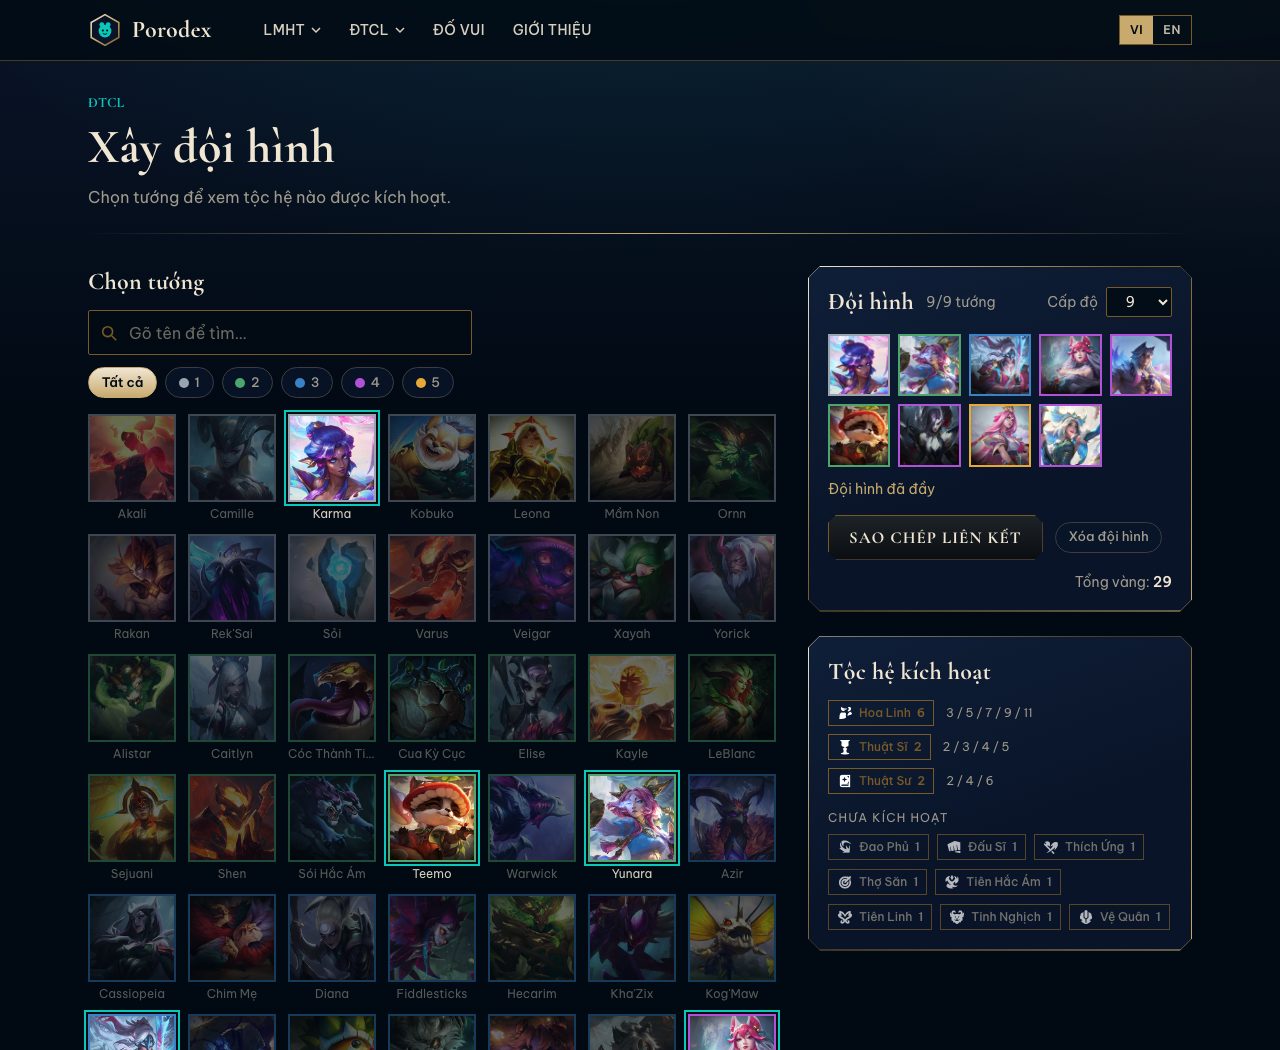 Porodex
LMHT
ĐTCL
ĐỐ VUI
GIỚI THIỆU
VI
EN
ĐTCL
Xây đội hình
Chọn tướng để xem tộc hệ nào được kích hoạt.
Chọn tướng
Gõ tên để tìm...
Tất cả
1
2
3
4
5
Akali
Camille
Karma
Kobuko
Leona
Mầm Non
Ornn
Rakan
Rek'Sai
Sỏi
Varus
Veigar
Xayah
Yorick
Alistar
Caitlyn
Cóc Thành Ti...
Cua Kỳ Cục
Elise
Kayle
LeBlanc
Sejuani
Shen
Sói Hắc Ám
Teemo
Warwick
Yunara
Azir
Cassiopeia
Chim Mẹ
Diana
Fiddlesticks
Hecarim
Kha'Zix
Kog'Maw
Đội hình
9/9 tướng
Cấp độ
9
Đội hình đã đầy
SAO CHÉP LIÊN KẾT
Xóa đội hình
Tổng vàng: 29
Tộc hệ kích hoạt
Hoa Linh 6
3 / 5 / 7 / 9 / 11
Thuật Sĩ 2
2 / 3 / 4 / 5
Thuật Sư 2
2 / 4 / 6
CHƯA KÍCH HOẠT
Đao Phủ 1
Đấu Sĩ 1
Thích Ứng 1
Thợ Săn 1
Tiên Hắc Ám 1
Tiên Linh 1
Tinh Nghịch 1
Vệ Quân 1